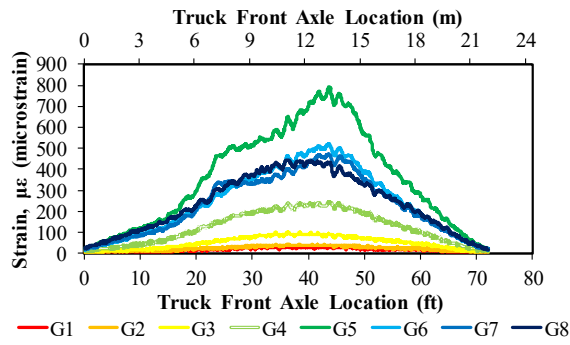 Truck Front Axle Location (m)
0 3 6 9 12 15 18 21 24
900
800
700
600
500
400
300
200
100
0
Strain, με (microstrain)
0 10 20 30 40 50 60 70 80
Truck Front Axle Location (ft)
G1 G2 G3 G4 G5 G6 G7 G8